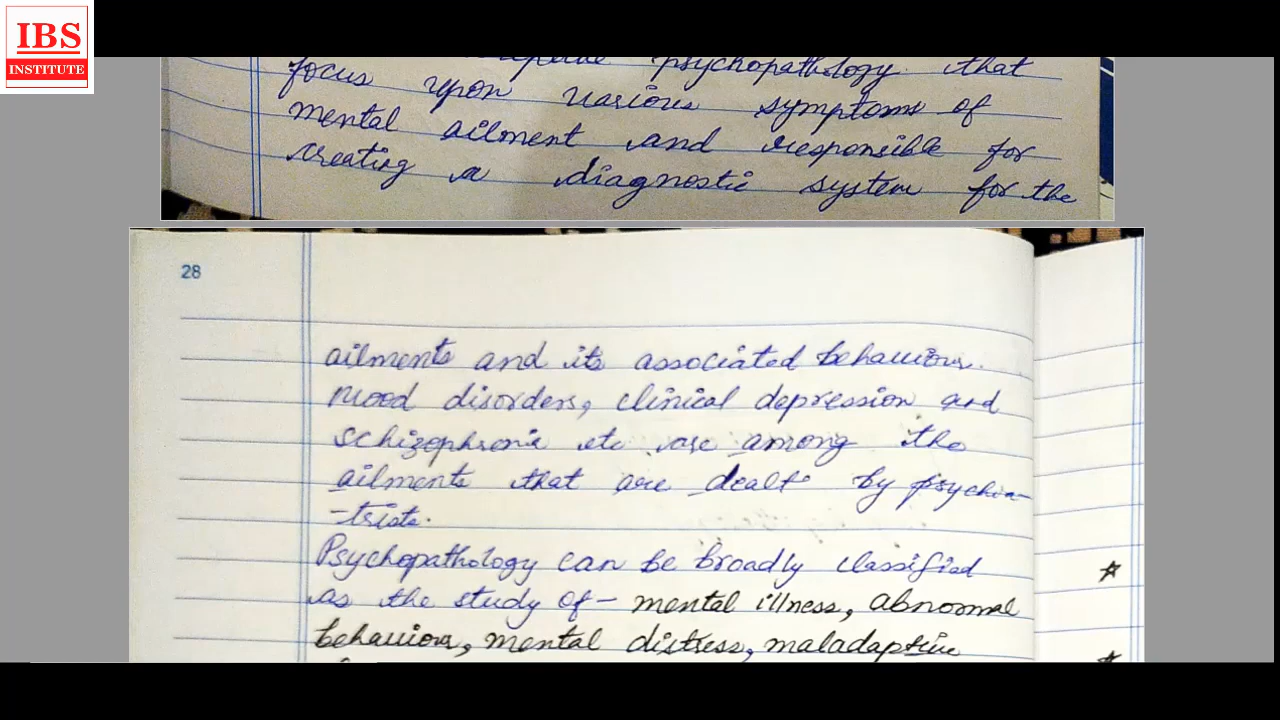 IBS
INSTITUTE
psychopathology that
focus upon various symptoms of
mental ailment and responsible for
creating a diagnostic system for the
28
ailments and its associated behaviour.
Mood disorders, clinical depression and
schizophrenia etc are among the
ailments that are dealt by psychia-
-trists.
Psychopathology can be broadly classified
as the study of - mental illness, abnormal
behaviour, mental distress, maladaptive